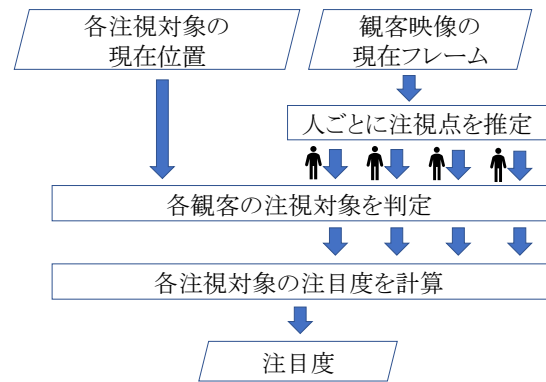 各注視対象の
現在位置
観客映像の
現在フレーム
人ごとに注視点を推定
各観客の注視対象を判定
各注視対象の注目度を計算
注目度